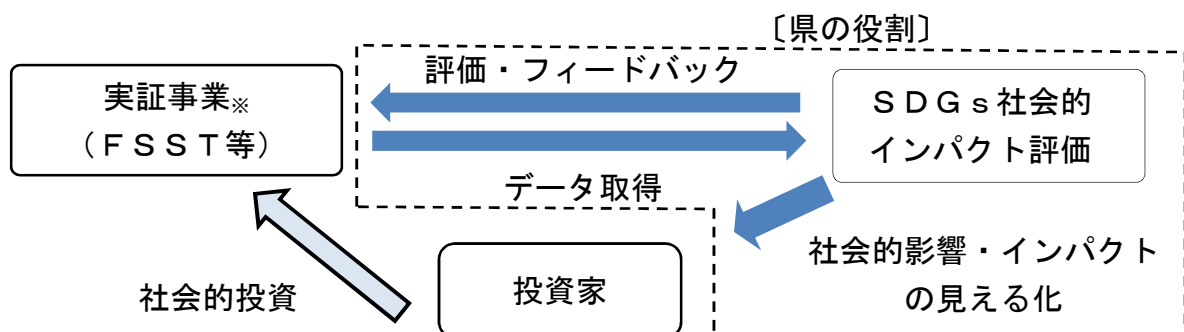 〔県の役割〕
評価・フィードバック
実証事業※
（ＦＳＳＴ等）
ＳＤＧｓ社会的
インパクト評価
データ取得
社会的影響・インパクト
の見える化
投資家
社会的投資